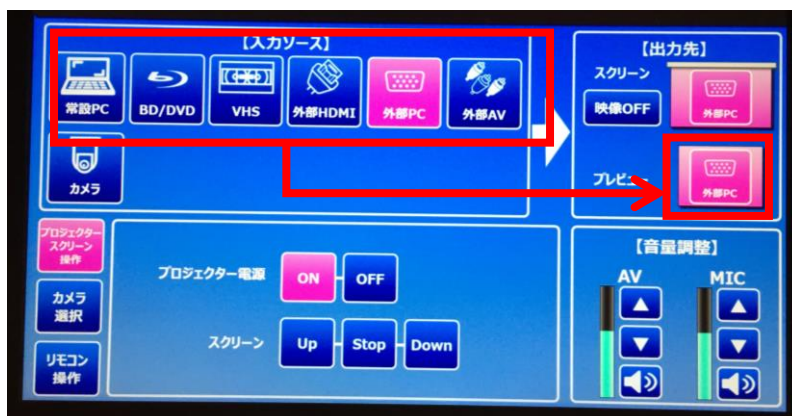 【入力ソース】
常設PC
BD/DVD
VHS
外部HDMI
外部PC
外部AV
カメラ
【出力先】
スクリーン
映像OFF
外部PC
プレビュー
外部PC
プロジェクター
スクリーン
操作
カメラ
選択
リモコン
操作
プロジェクター電源
ON
OFF
スクリーン
Up
Stop
Down
【音量調整】
AV
MIC